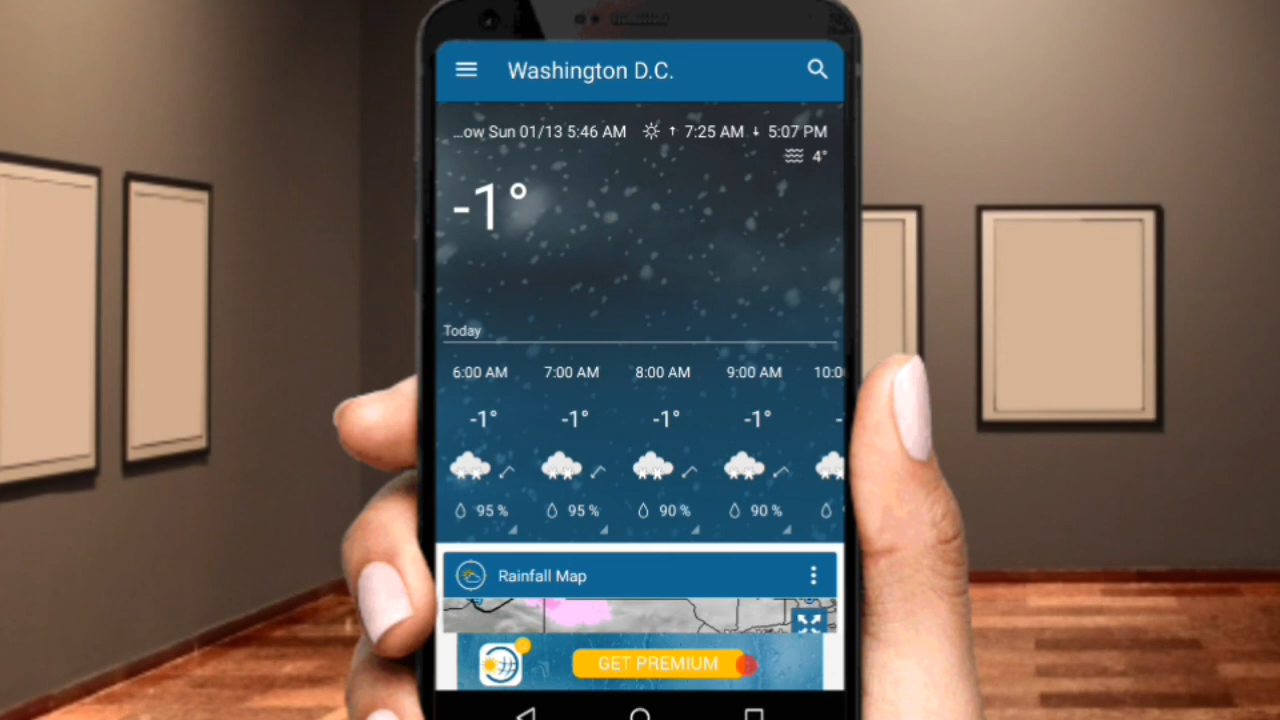 Washington D.C.
...ow Sun 01/13 5:46 AM 7:25 AM 5:07 PM
4°
-1°
Today
6:00 AM 7:00 AM 8:00 AM 9:00 AM 10:0
-1° -1° -1° -1° -
95 % 95 % 90 % 90 %
Rainfall Map
GET PREMIUM